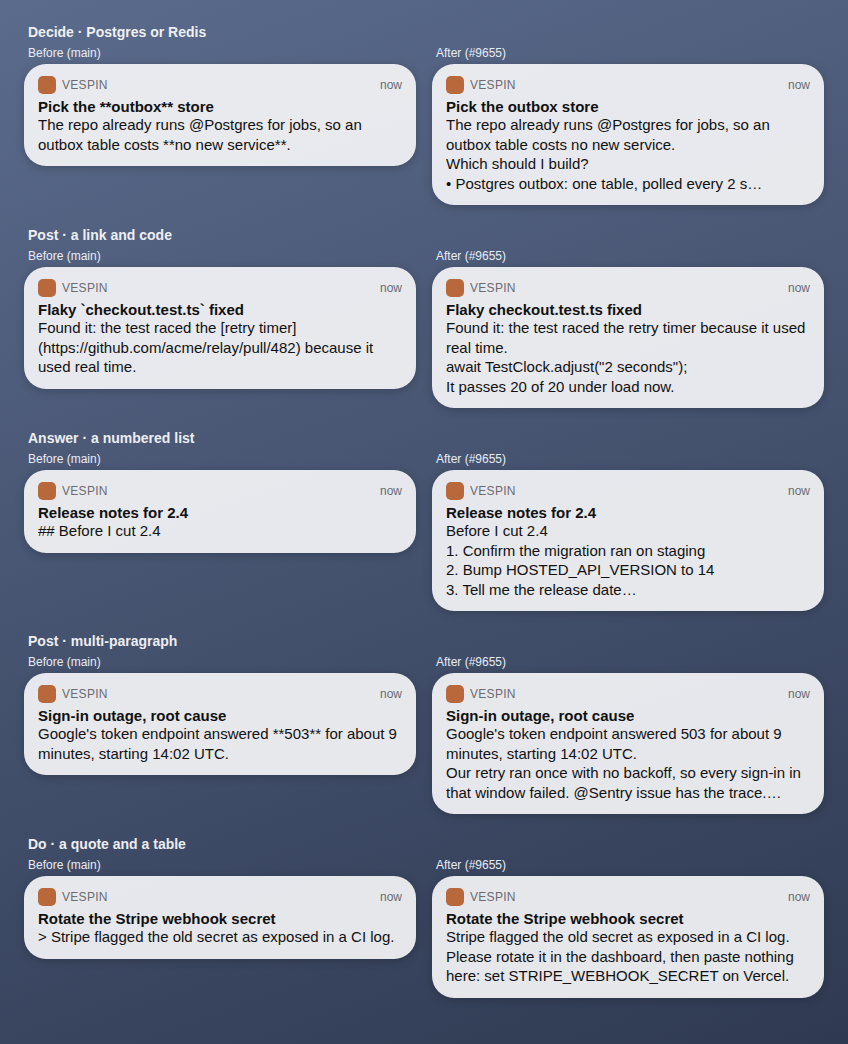 Decide · Postgres or Redis
Before (main)
VESPIN now
Pick the **outbox** store
The repo already runs @Postgres for jobs, so an
outbox table costs **no new service**.
After (#9655)
VESPIN now
Pick the outbox store
The repo already runs @Postgres for jobs, so an
outbox table costs no new service.
Which should I build?
• Postgres outbox: one table, polled every 2 s…
Post · a link and code
Before (main)
VESPIN now
Flaky `checkout.test.ts` fixed
Found it: the test raced the [retry timer]
(https://github.com/acme/relay/pull/482) because it
used real time.
After (#9655)
VESPIN now
Flaky checkout.test.ts fixed
Found it: the test raced the retry timer because it used
real time.
await TestClock.adjust("2 seconds");
It passes 20 of 20 under load now.
Answer · a numbered list
Before (main)
VESPIN now
Release notes for 2.4
## Before I cut 2.4
After (#9655)
VESPIN now
Release notes for 2.4
Before I cut 2.4
1. Confirm the migration ran on staging
2. Bump HOSTED_API_VERSION to 14
3. Tell me the release date…
Post · multi-paragraph
Before (main)
VESPIN now
Sign-in outage, root cause
Google's token endpoint answered **503** for about 9
minutes, starting 14:02 UTC.
After (#9655)
VESPIN now
Sign-in outage, root cause
Google's token endpoint answered 503 for about 9
minutes, starting 14:02 UTC.
Our retry ran once with no backoff, so every sign-in in
that window failed. @Sentry issue has the trace.…
Do · a quote and a table
Before (main)
VESPIN now
Rotate the Stripe webhook secret
> Stripe flagged the old secret as exposed in a CI log.
After (#9655)
VESPIN now
Rotate the Stripe webhook secret
Stripe flagged the old secret as exposed in a CI log.
Please rotate it in the dashboard, then paste nothing
here: set STRIPE_WEBHOOK_SECRET on Vercel.